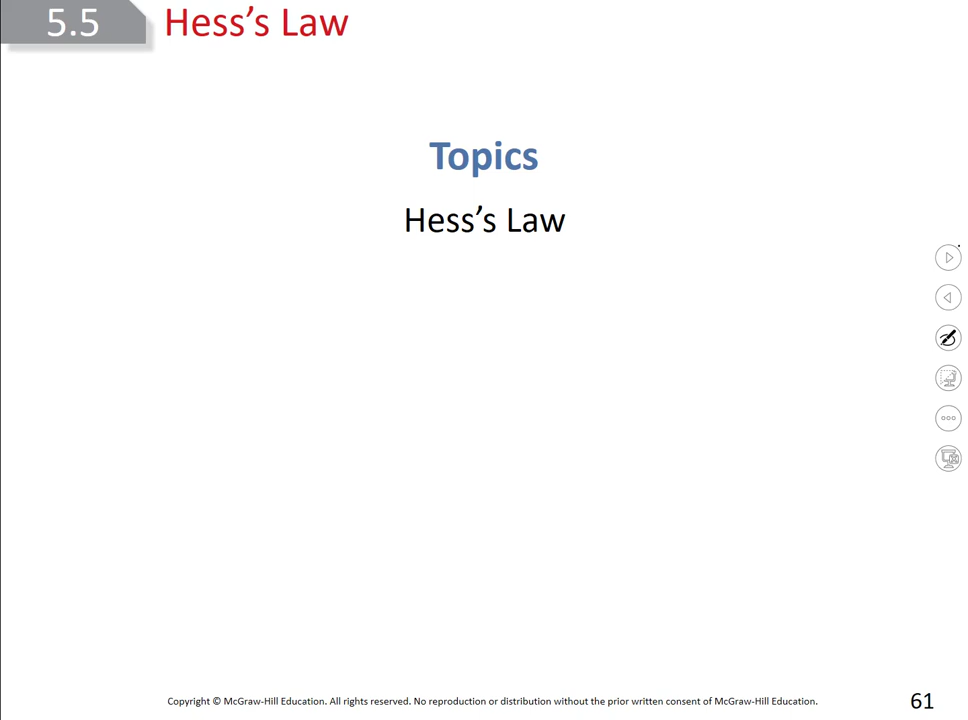 5.5 Hess’s Law
Topics
Hess’s Law
Copyright © McGraw-Hill Education. All rights reserved. No reproduction or distribution without the prior written consent of McGraw-Hill Education.
61